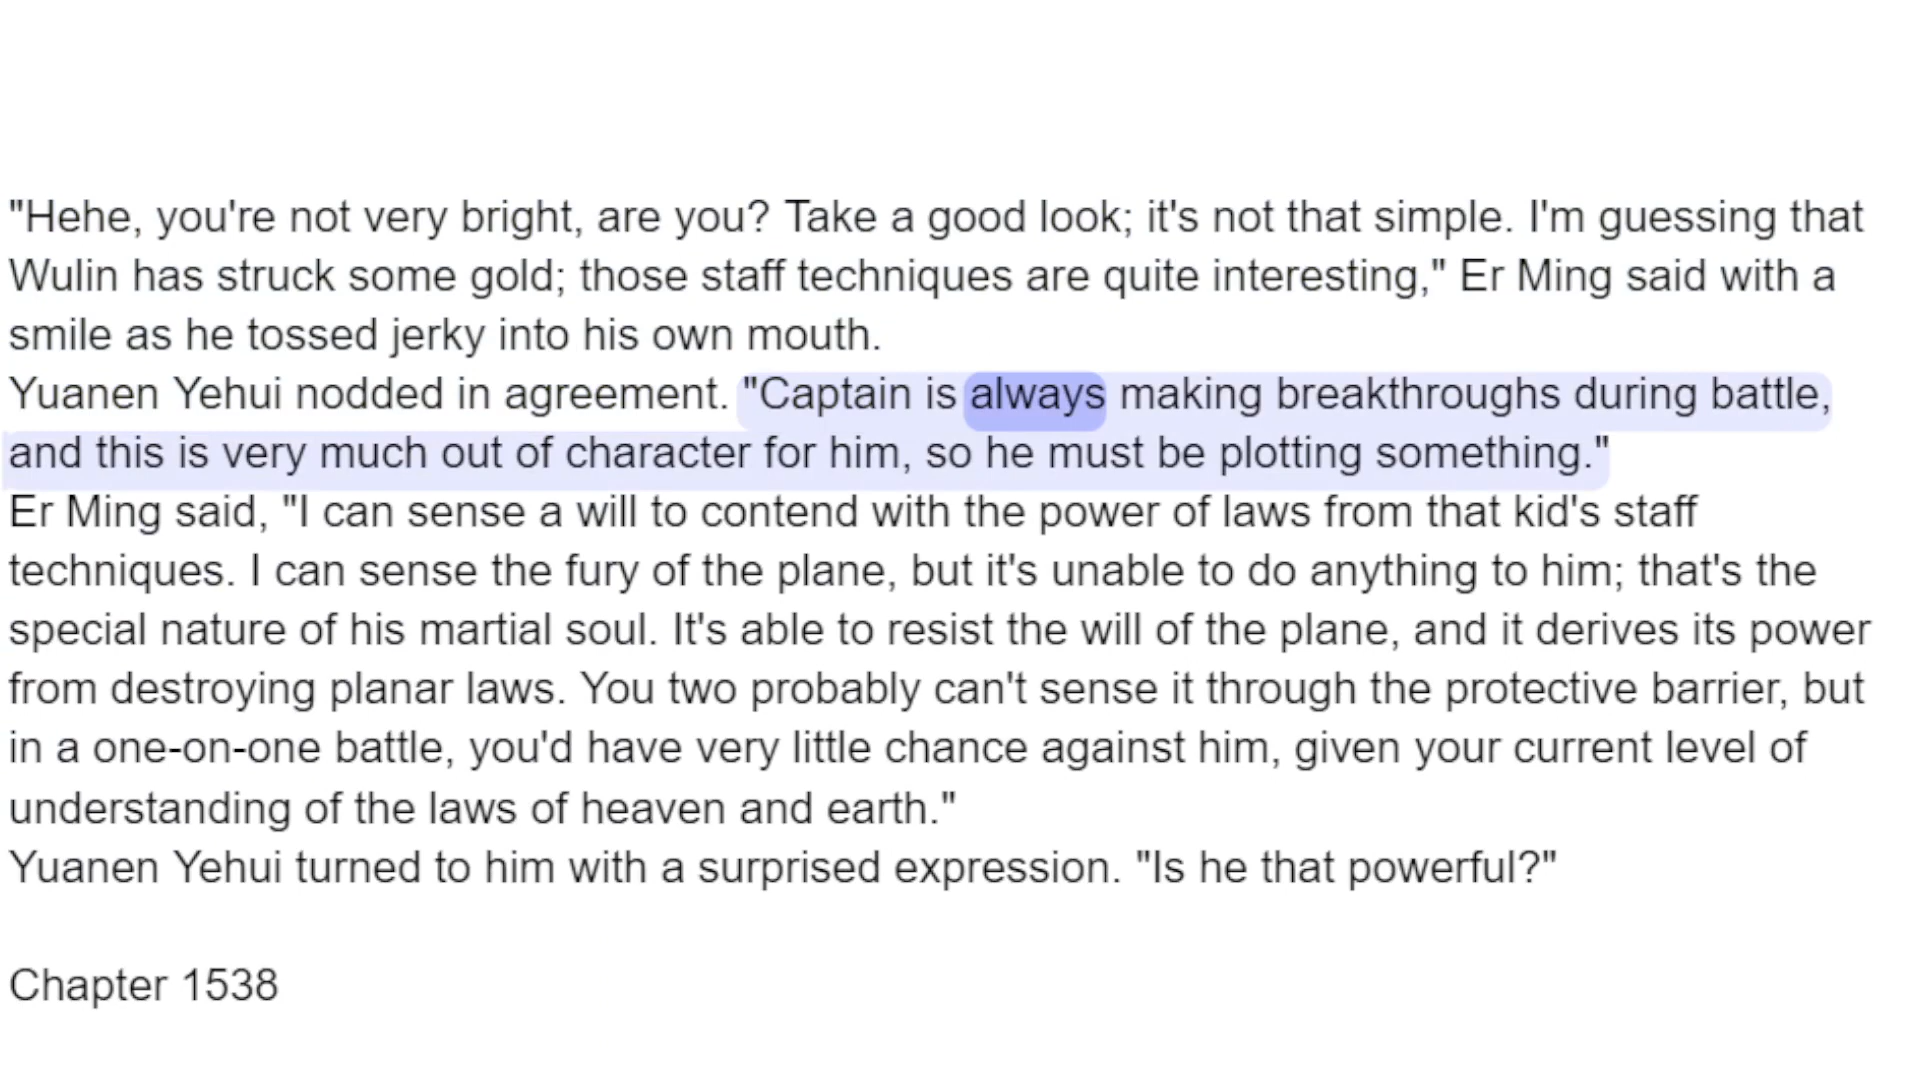 "Hehe, you're not very bright, are you? Take a good look; it's not that simple. I'm guessing that
Wulin has struck some gold; those staff techniques are quite interesting," Er Ming said with a
smile as he tossed jerky into his own mouth.
Yuanen Yehui nodded in agreement. "Captain is always making breakthroughs during battle,
and this is very much out of character for him, so he must be plotting something."
Er Ming said, "I can sense a will to contend with the power of laws from that kid's staff
techniques. I can sense the fury of the plane, but it's unable to do anything to him; that's the
special nature of his martial soul. It's able to resist the will of the plane, and it derives its power
from destroying planar laws. You two probably can't sense it through the protective barrier, but
in a one-on-one battle, you'd have very little chance against him, given your current level of
understanding of the laws of heaven and earth."
Yuanen Yehui turned to him with a surprised expression. "Is he that powerful?"
Chapter 1538